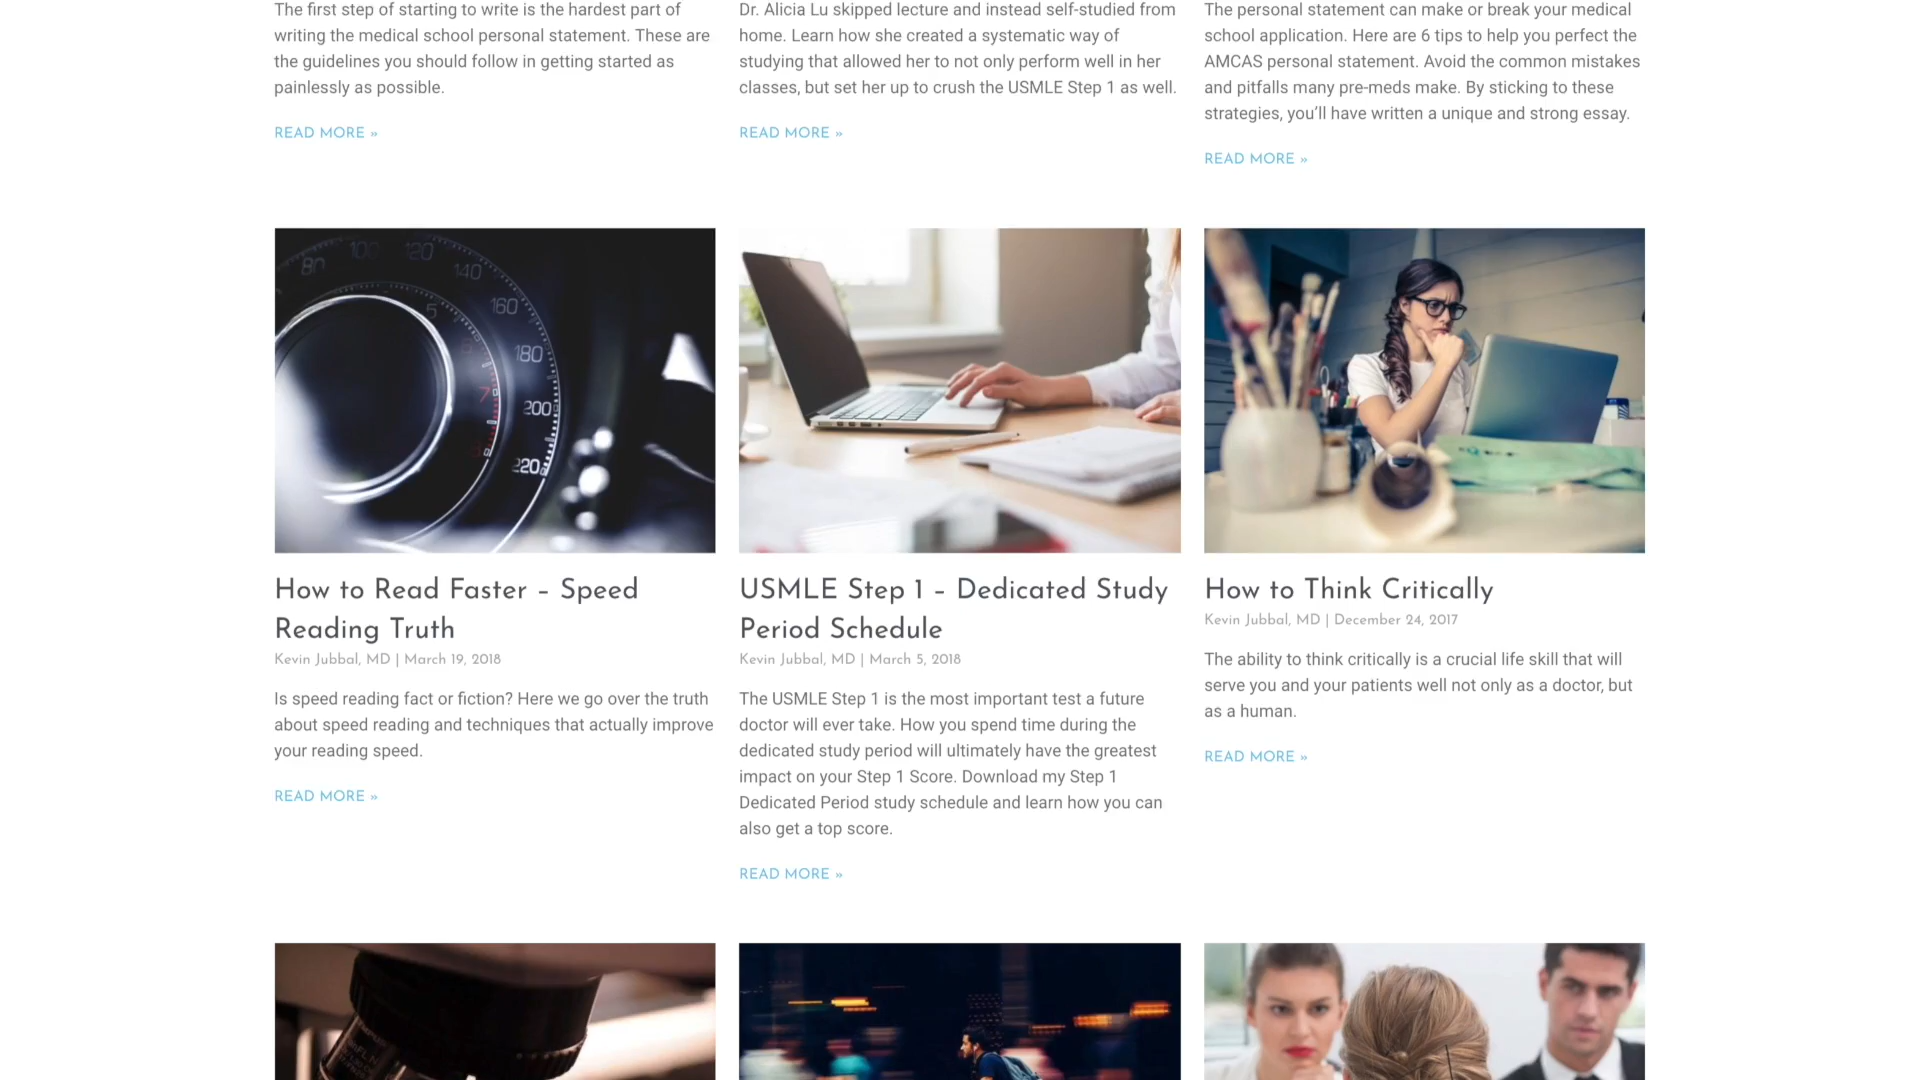 The first step of starting to write is the hardest part of
writing the medical school personal statement. These are
the guidelines you should follow in getting started as
painlessly as possible.
READ MORE »
Dr. Alicia Lu skipped lecture and instead self-studied from
home. Learn how she created a systematic way of
studying that allowed her to not only perform well in her
classes, but set her up to crush the USMLE Step 1 as well.
READ MORE »
The personal statement can make or break your medical
school application. Here are 6 tips to help you perfect the
AMCAS personal statement. Avoid the common mistakes
and pitfalls many pre-meds make. By sticking to these
strategies, you’ll have written a unique and strong essay.
READ MORE »
80
100
120
140
160
180
200
220
5
7
How to Read Faster – Speed
Reading Truth
Kevin Jubbal, MD | March 19, 2018
Is speed reading fact or fiction? Here we go over the truth
about speed reading and techniques that actually improve
your reading speed.
READ MORE »
USMLE Step 1 – Dedicated Study
Period Schedule
Kevin Jubbal, MD | March 5, 2018
The USMLE Step 1 is the most important test a future
doctor will ever take. How you spend time during the
dedicated study period will ultimately have the greatest
impact on your Step 1 Score. Download my Step 1
Dedicated Period study schedule and learn how you can
also get a top score.
READ MORE »
How to Think Critically
Kevin Jubbal, MD | December 24, 2017
The ability to think critically is a crucial life skill that will
serve you and your patients well not only as a doctor, but
as a human.
READ MORE »